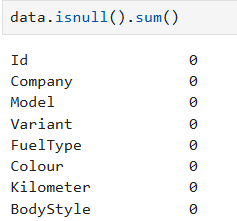 data.isnull().sum()
Id 0
Company 0
Model 0
Variant 0
FuelType 0
Colour 0
Kilometer 0
BodyStyle 0